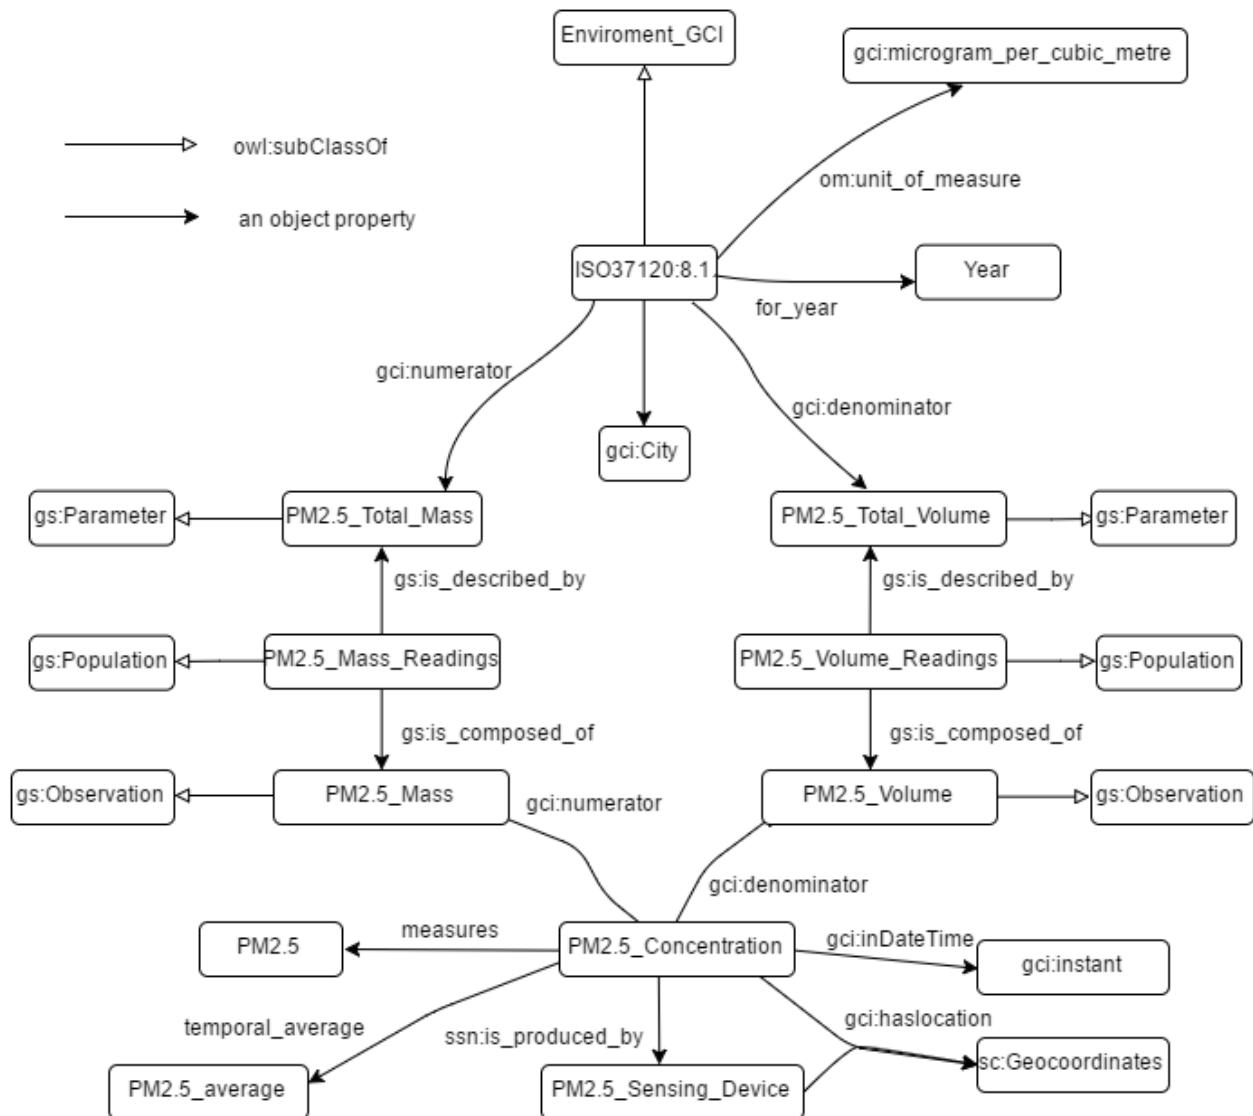 Enviroment_GCI
gci:microgram_per_cubic_metre
owl:subClassOf
om:unit_of_measure
an object property
ISO37120:8.1.
Year
for_year
gci:numerator
gci:denominator
gci:City
gs:Parameter
PM2.5_Total_Mass
PM2.5_Total_Volume
gs:Parameter
gs:is_described_by
gs:is_described_by
gs:Population
PM2.5_Mass_Readings
PM2.5_Volume_Readings
gs:Population
gs:is_composed_of
gs:is_composed_of
gs:Observation
PM2.5_Mass
gci:numerator
PM2.5_Volume
gs:Observation
gci:denominator
PM2.5
measures
PM2.5_Concentration
gci:inDateTime
gci:instant
temporal_average
ssn:is_produced_by
gci:haslocation
sc:Geocoordinates
PM2.5_average
PM2.5_Sensing_Device